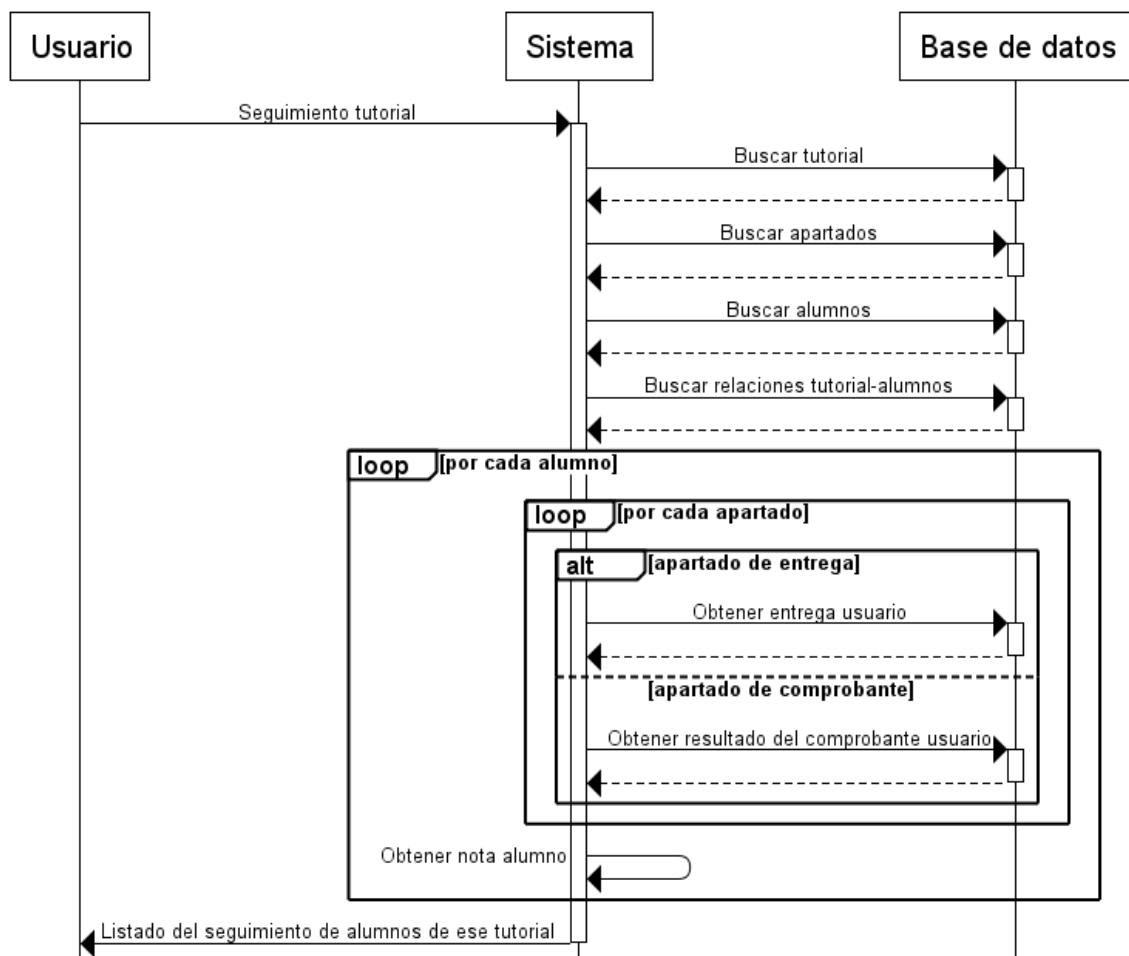 Usuario
Sistema
Base de datos
Seguimiento tutorial
Buscar tutorial
Buscar apartados
Buscar alumnos
Buscar relaciones tutorial-alumnos
loop [por cada alumno]
loop [por cada apartado]
alt [apartado de entrega]
Obtener entrega usuario
[apartado de comprobante]
Obtener resultado del comprobante usuario
Obtener nota alumno
Listado del seguimiento de alumnos de ese tutorial